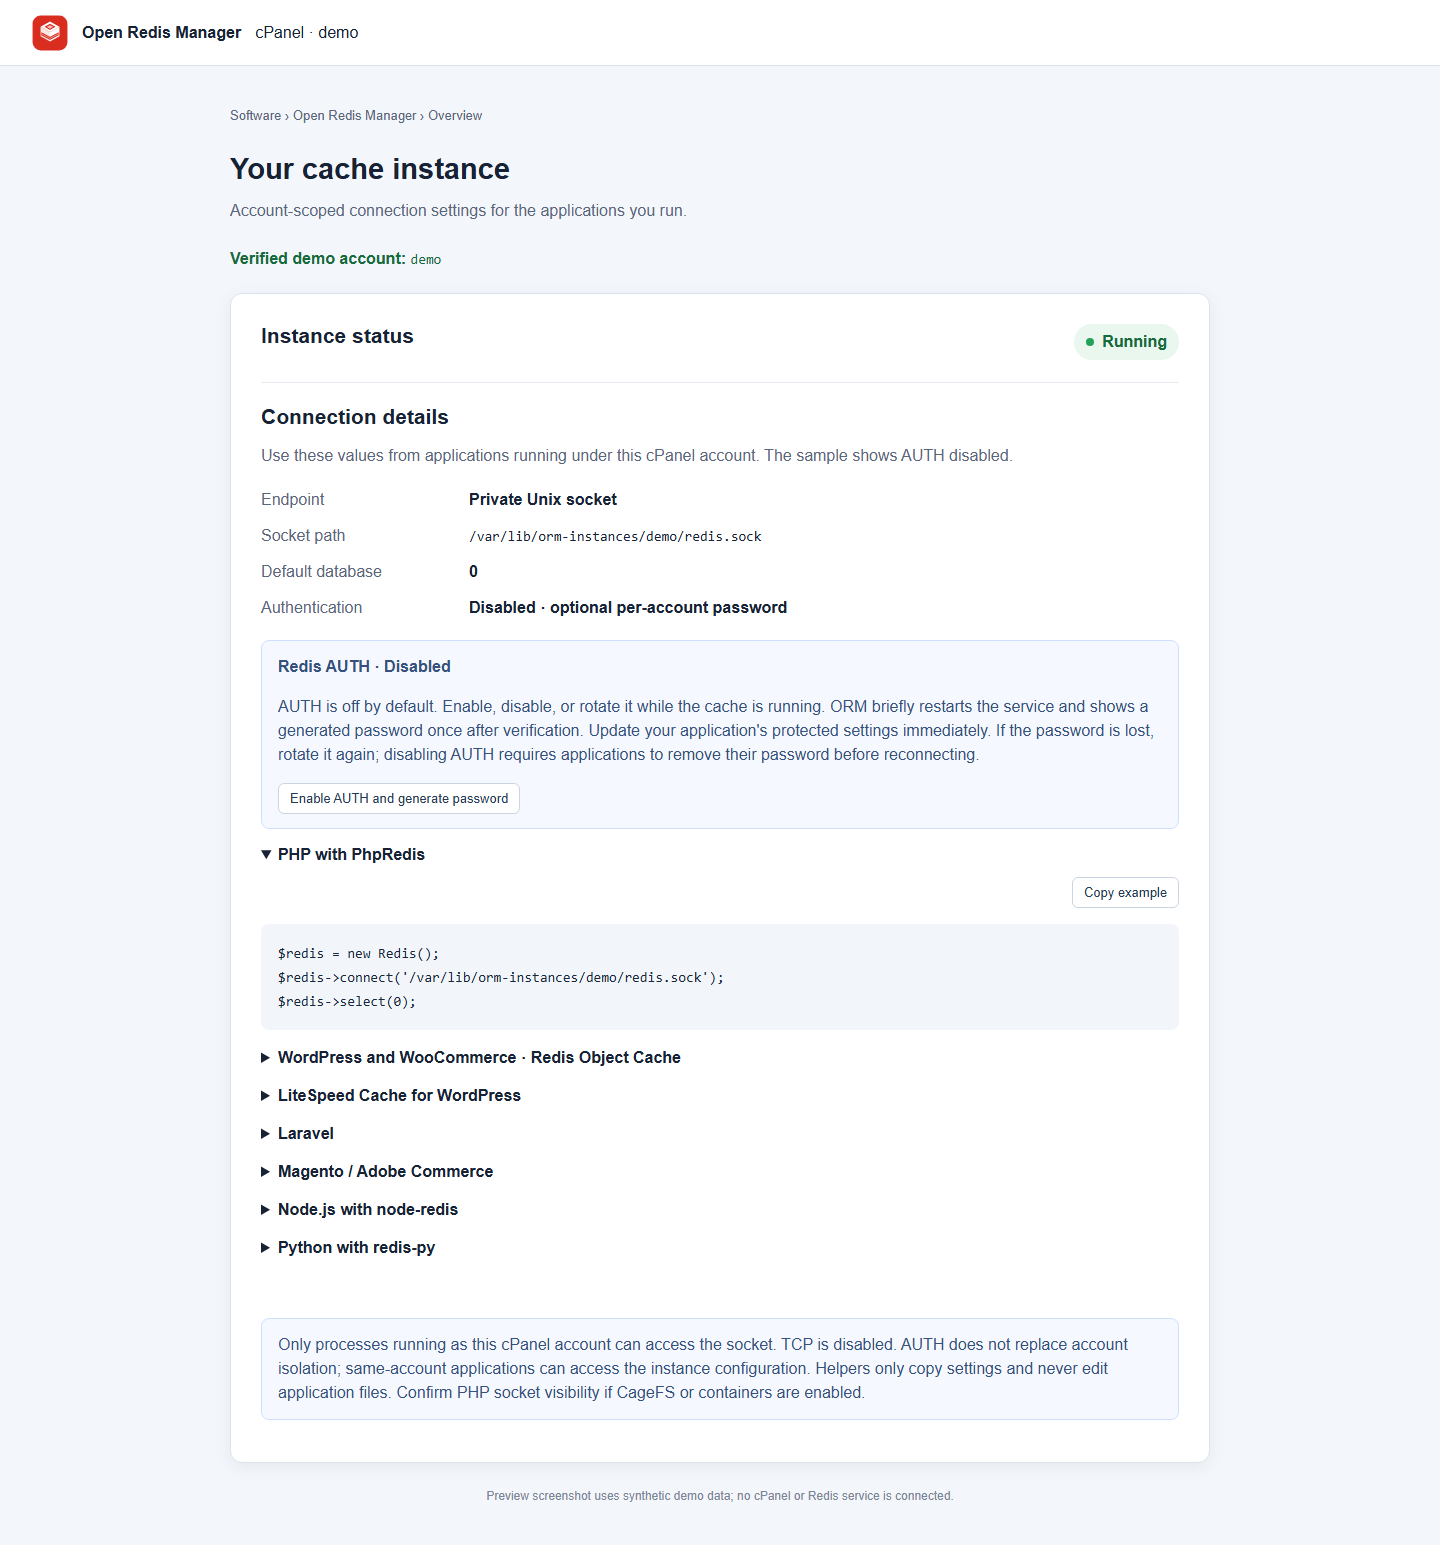 Open Redis Manager cPanel · demo
Software › Open Redis Manager › Overview
Your cache instance
Account-scoped connection settings for the applications you run.
Verified demo account: demo
Instance status
Running
Connection details
Use these values from applications running under this cPanel account. The sample shows AUTH disabled.
Endpoint Private Unix socket
Socket path /var/lib/orm-instances/demo/redis.sock
Default database 0
Authentication Disabled · optional per-account password
Redis AUTH · Disabled
AUTH is off by default. Enable, disable, or rotate it while the cache is running. ORM briefly restarts the service and shows a
generated password once after verification. Update your application's protected settings immediately. If the password is lost,
rotate it again; disabling AUTH requires applications to remove their password before reconnecting.
Enable AUTH and generate password
▼ PHP with PhpRedis
Copy example
$redis = new Redis();
$redis->connect('/var/lib/orm-instances/demo/redis.sock');
$redis->select(0);
▶ WordPress and WooCommerce · Redis Object Cache
▶ LiteSpeed Cache for WordPress
▶ Laravel
▶ Magento / Adobe Commerce
▶ Node.js with node-redis
▶ Python with redis-py
Only processes running as this cPanel account can access the socket. TCP is disabled. AUTH does not replace account
isolation; same-account applications can access the instance configuration. Helpers only copy settings and never edit
application files. Confirm PHP socket visibility if CageFS or containers are enabled.
Preview screenshot uses synthetic demo data; no cPanel or Redis service is connected.